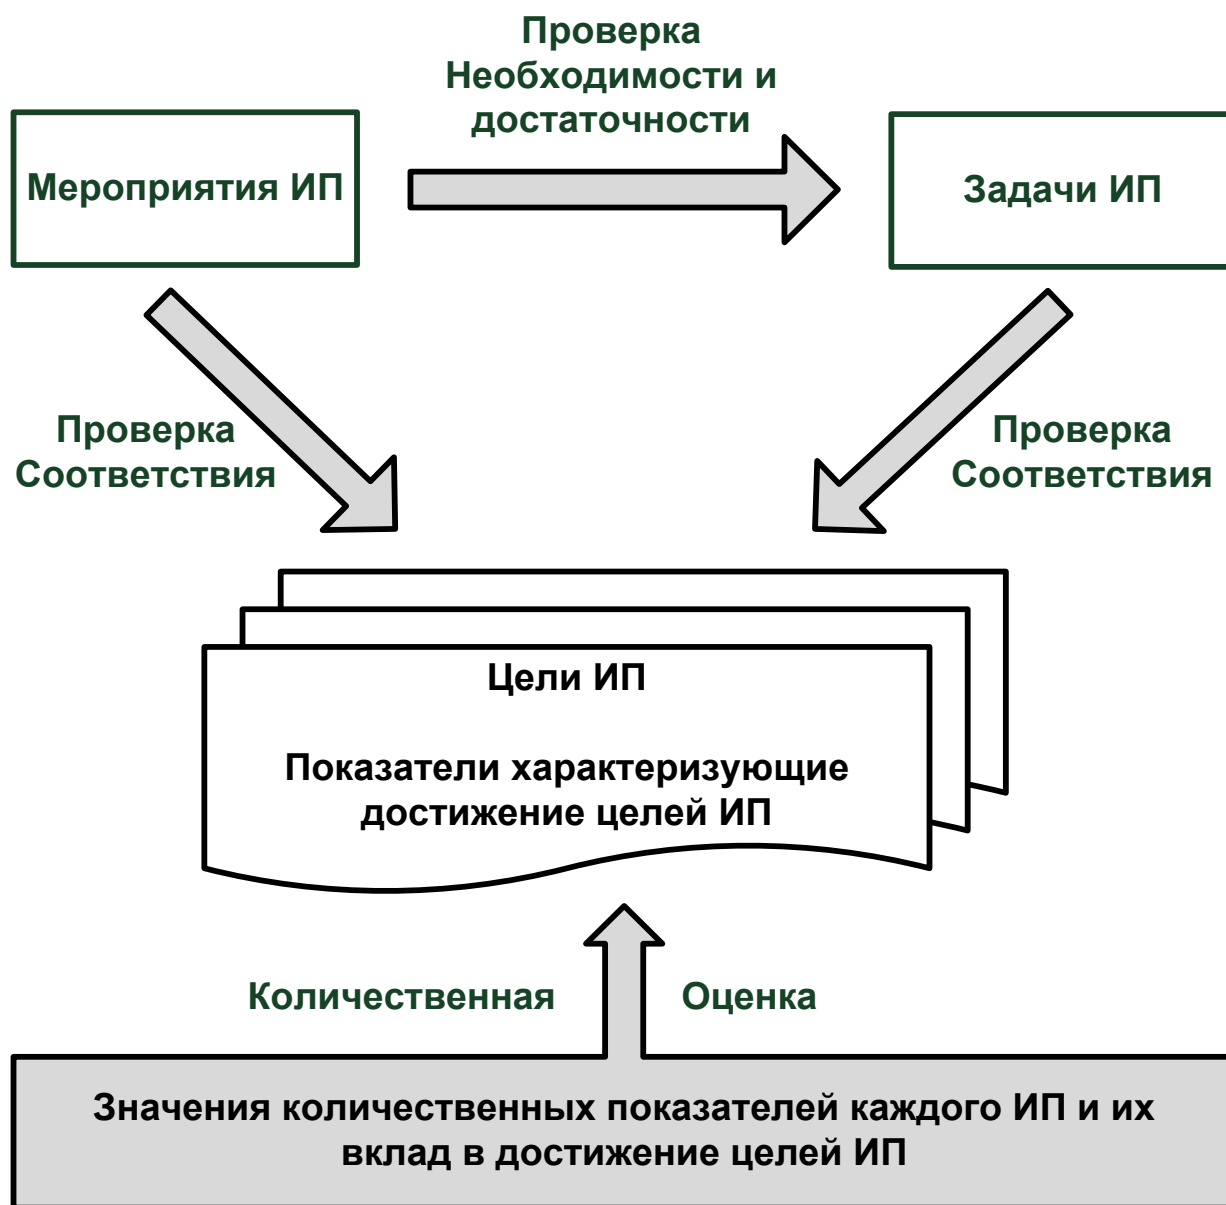 Проверка
Необходимости и
достаточности
Мероприятия ИП
Задачи ИП
Проверка
Соответствия
Проверка
Соответствия
Цели ИП
Показатели характеризующие
достижение целей ИП
Количественная Оценка
Значения количественных показателей каждого ИП и их
вклад в достижение целей ИП